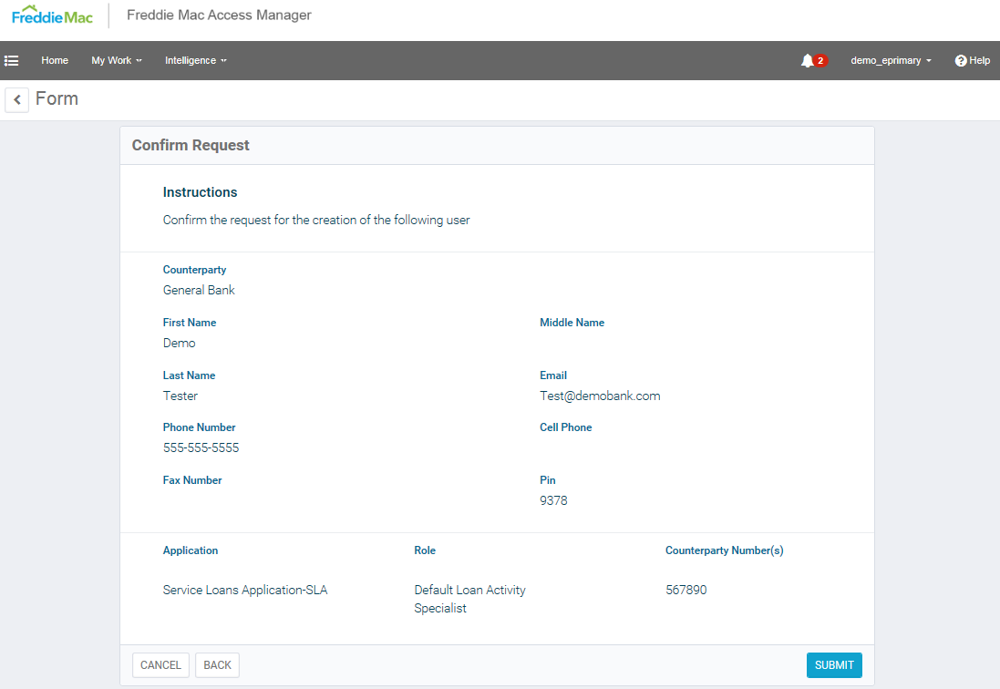 Freddie Mac Freddie Mac Access Manager
Home My Work Intelligence 2 demo_eprimary ? Help
Form
Confirm Request
Instructions
Confirm the request for the creation of the following user
Counterparty
General Bank
First Name Middle Name
Demo
Last Name Email
Tester Test@demobank.com
Phone Number Cell Phone
555-555-5555
Fax Number Pin
9378
Application Role Counterparty Number(s)
Service Loans Application-SLA Default Loan Activity 567890
Specialist
CANCEL BACK SUBMIT